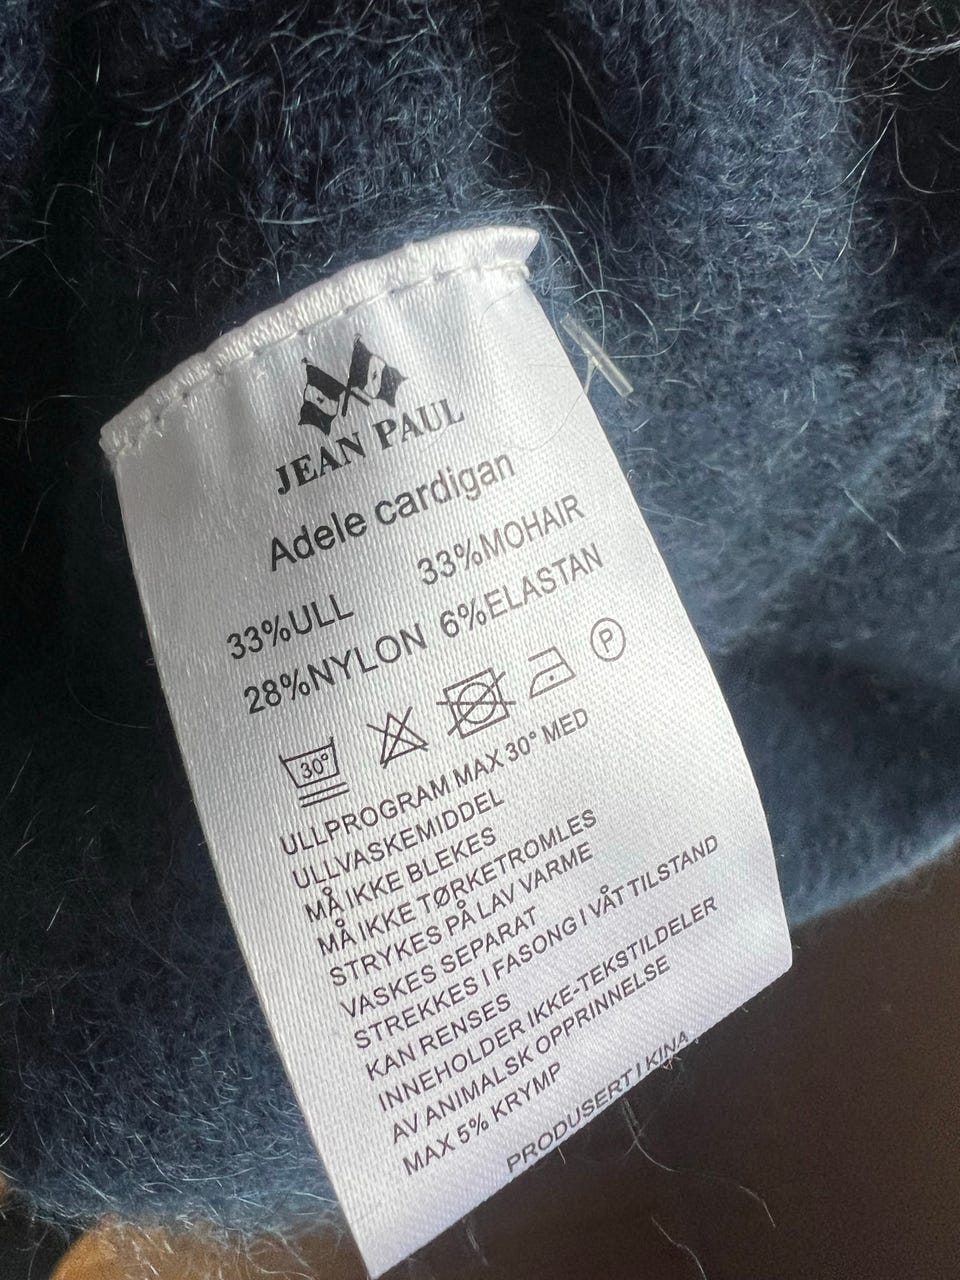 JEAN PAUL
Adele cardigan
33%ULL 33%MOHAIR
28%NYLON 6%ELASTAN
30° P
ULLPROGRAM MAX 30° MED
ULLVASKEMIDDEL
MÅ IKKE BLEKES
MÅ IKKE TØRKETROMLES
STRYKES PÅ LAV VARME
VASKES SEPARAT
STREKKES I FASONG I VÅT TILSTAND
KAN RENSES
INNEHOLDER IKKE-TEKSTILDELER
AV ANIMALSK OPPRINNELSE
MAX 5% KRYMP
PRODUSERT I KINA